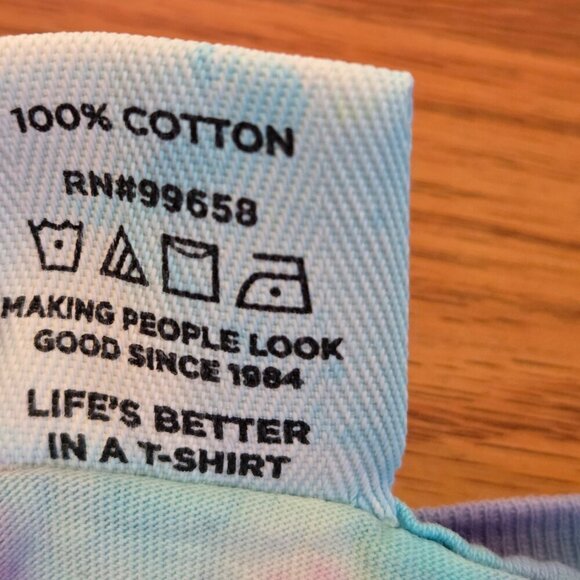 100% COTTON
RN#99658
MAKING PEOPLE LOOK
GOOD SINCE 1984
LIFE'S BETTER
IN A T-SHIRT